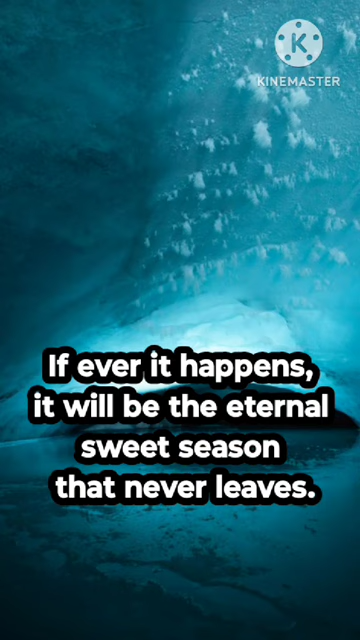 KINEMASTER
If ever it happens,
it will be the eternal
sweet season
that never leaves.